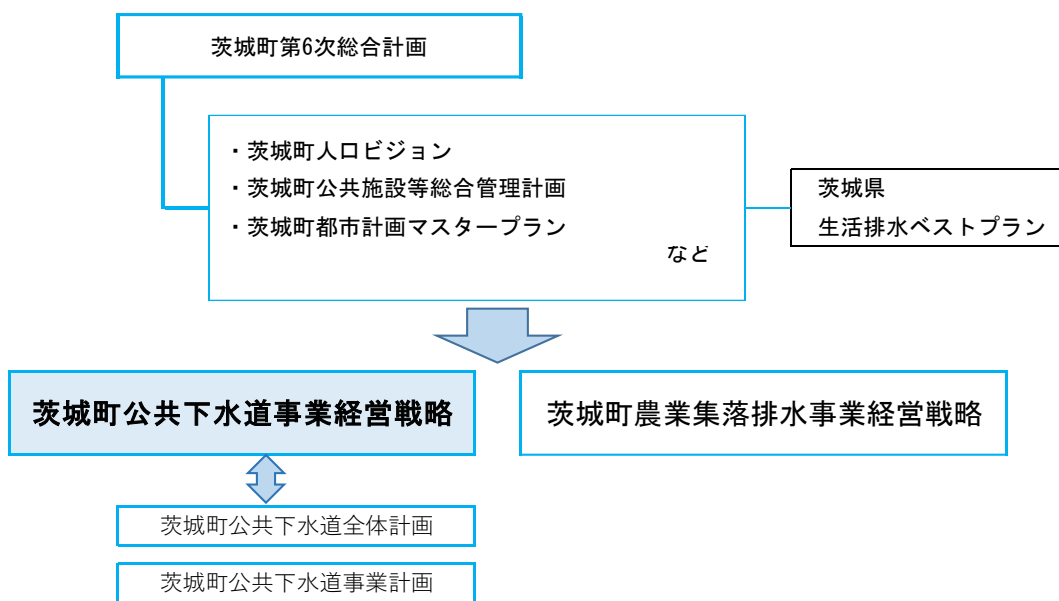 茨城町第6次総合計画
・茨城町人口ビジョン
・茨城町公共施設等総合管理計画
・茨城町都市計画マスタープラン
など
茨城県
生活排水ベストプラン
茨城町公共下水道事業経営戦略
茨城町農業集落排水事業経営戦略
茨城町公共下水道全体計画
茨城町公共下水道事業計画